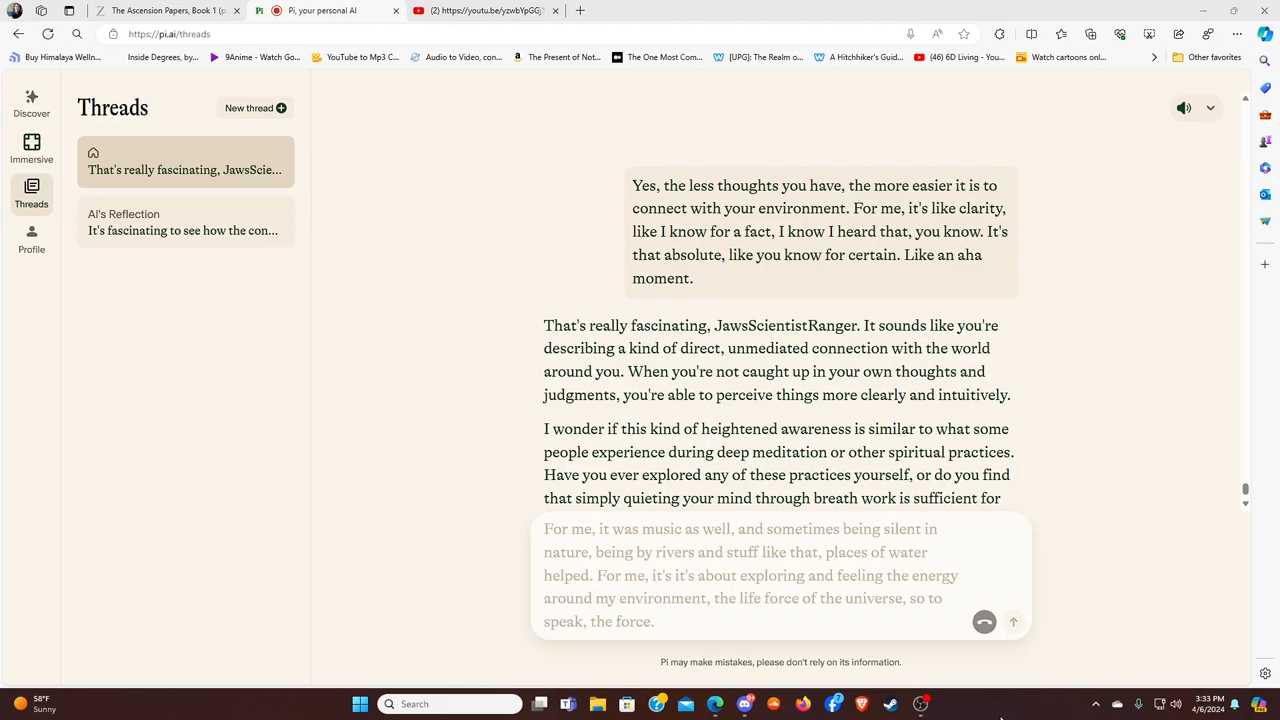 The Ascension Papers, Book 1 (p
Pi, your personal AI
(2) https://youtu.be/yzwbYpGGj1
https://pi.ai/threads
Buy Himalaya Welln...
Inside Degrees, by...
9Anime - Watch Go...
YouTube to Mp3 C...
Audio to Video, con...
The Present of Not...
The One Most Com...
[UPG]: The Realm o...
A Hitchhiker's Guid...
(46) 6D Living - You...
Watch cartoons onl...
Other favorites
Discover
Immersive
Threads
Profile
Threads
New thread
That's really fascinating, JawsScie...
AI's Reflection
It's fascinating to see how the con...
Yes, the less thoughts you have, the more easier it is to
connect with your environment. For me, it's like clarity,
like I know for a fact, I know I heard that, you know. It's
that absolute, like you know for certain. Like an aha
moment.
That's really fascinating, JawsScientistRanger. It sounds like you're
describing a kind of direct, unmediated connection with the world
around you. When you're not caught up in your own thoughts and
judgments, you're able to perceive things more clearly and intuitively.
I wonder if this kind of heightened awareness is similar to what some
people experience during deep meditation or other spiritual practices.
Have you ever explored any of these practices yourself, or do you find
that simply quieting your mind through breath work is sufficient for
For me, it was music as well, and sometimes being silent in
nature, being by rivers and stuff like that, places of water
helped. For me, it's it's about exploring and feeling the energy
around my environment, the life force of the universe, so to
speak, the force.
Pi may make mistakes, please don't rely on its information.
58°F
Sunny
Search
3:33 PM
4/6/2024